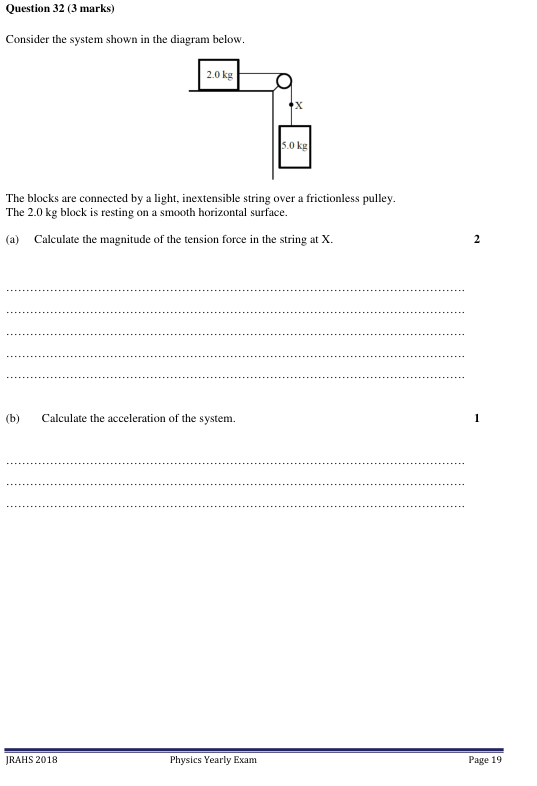 Question 32 (3 marks)
Consider the system shown in the diagram below.
2.0 kg
X
5.0 kg
The blocks are connected by a light, inextensible string over a frictionless pulley.
The 2.0 kg block is resting on a smooth horizontal surface.
(a) Calculate the magnitude of the tension force in the string at X. 2
(b) Calculate the acceleration of the system. 1
JRAHS 2018 Physics Yearly Exam Page 19